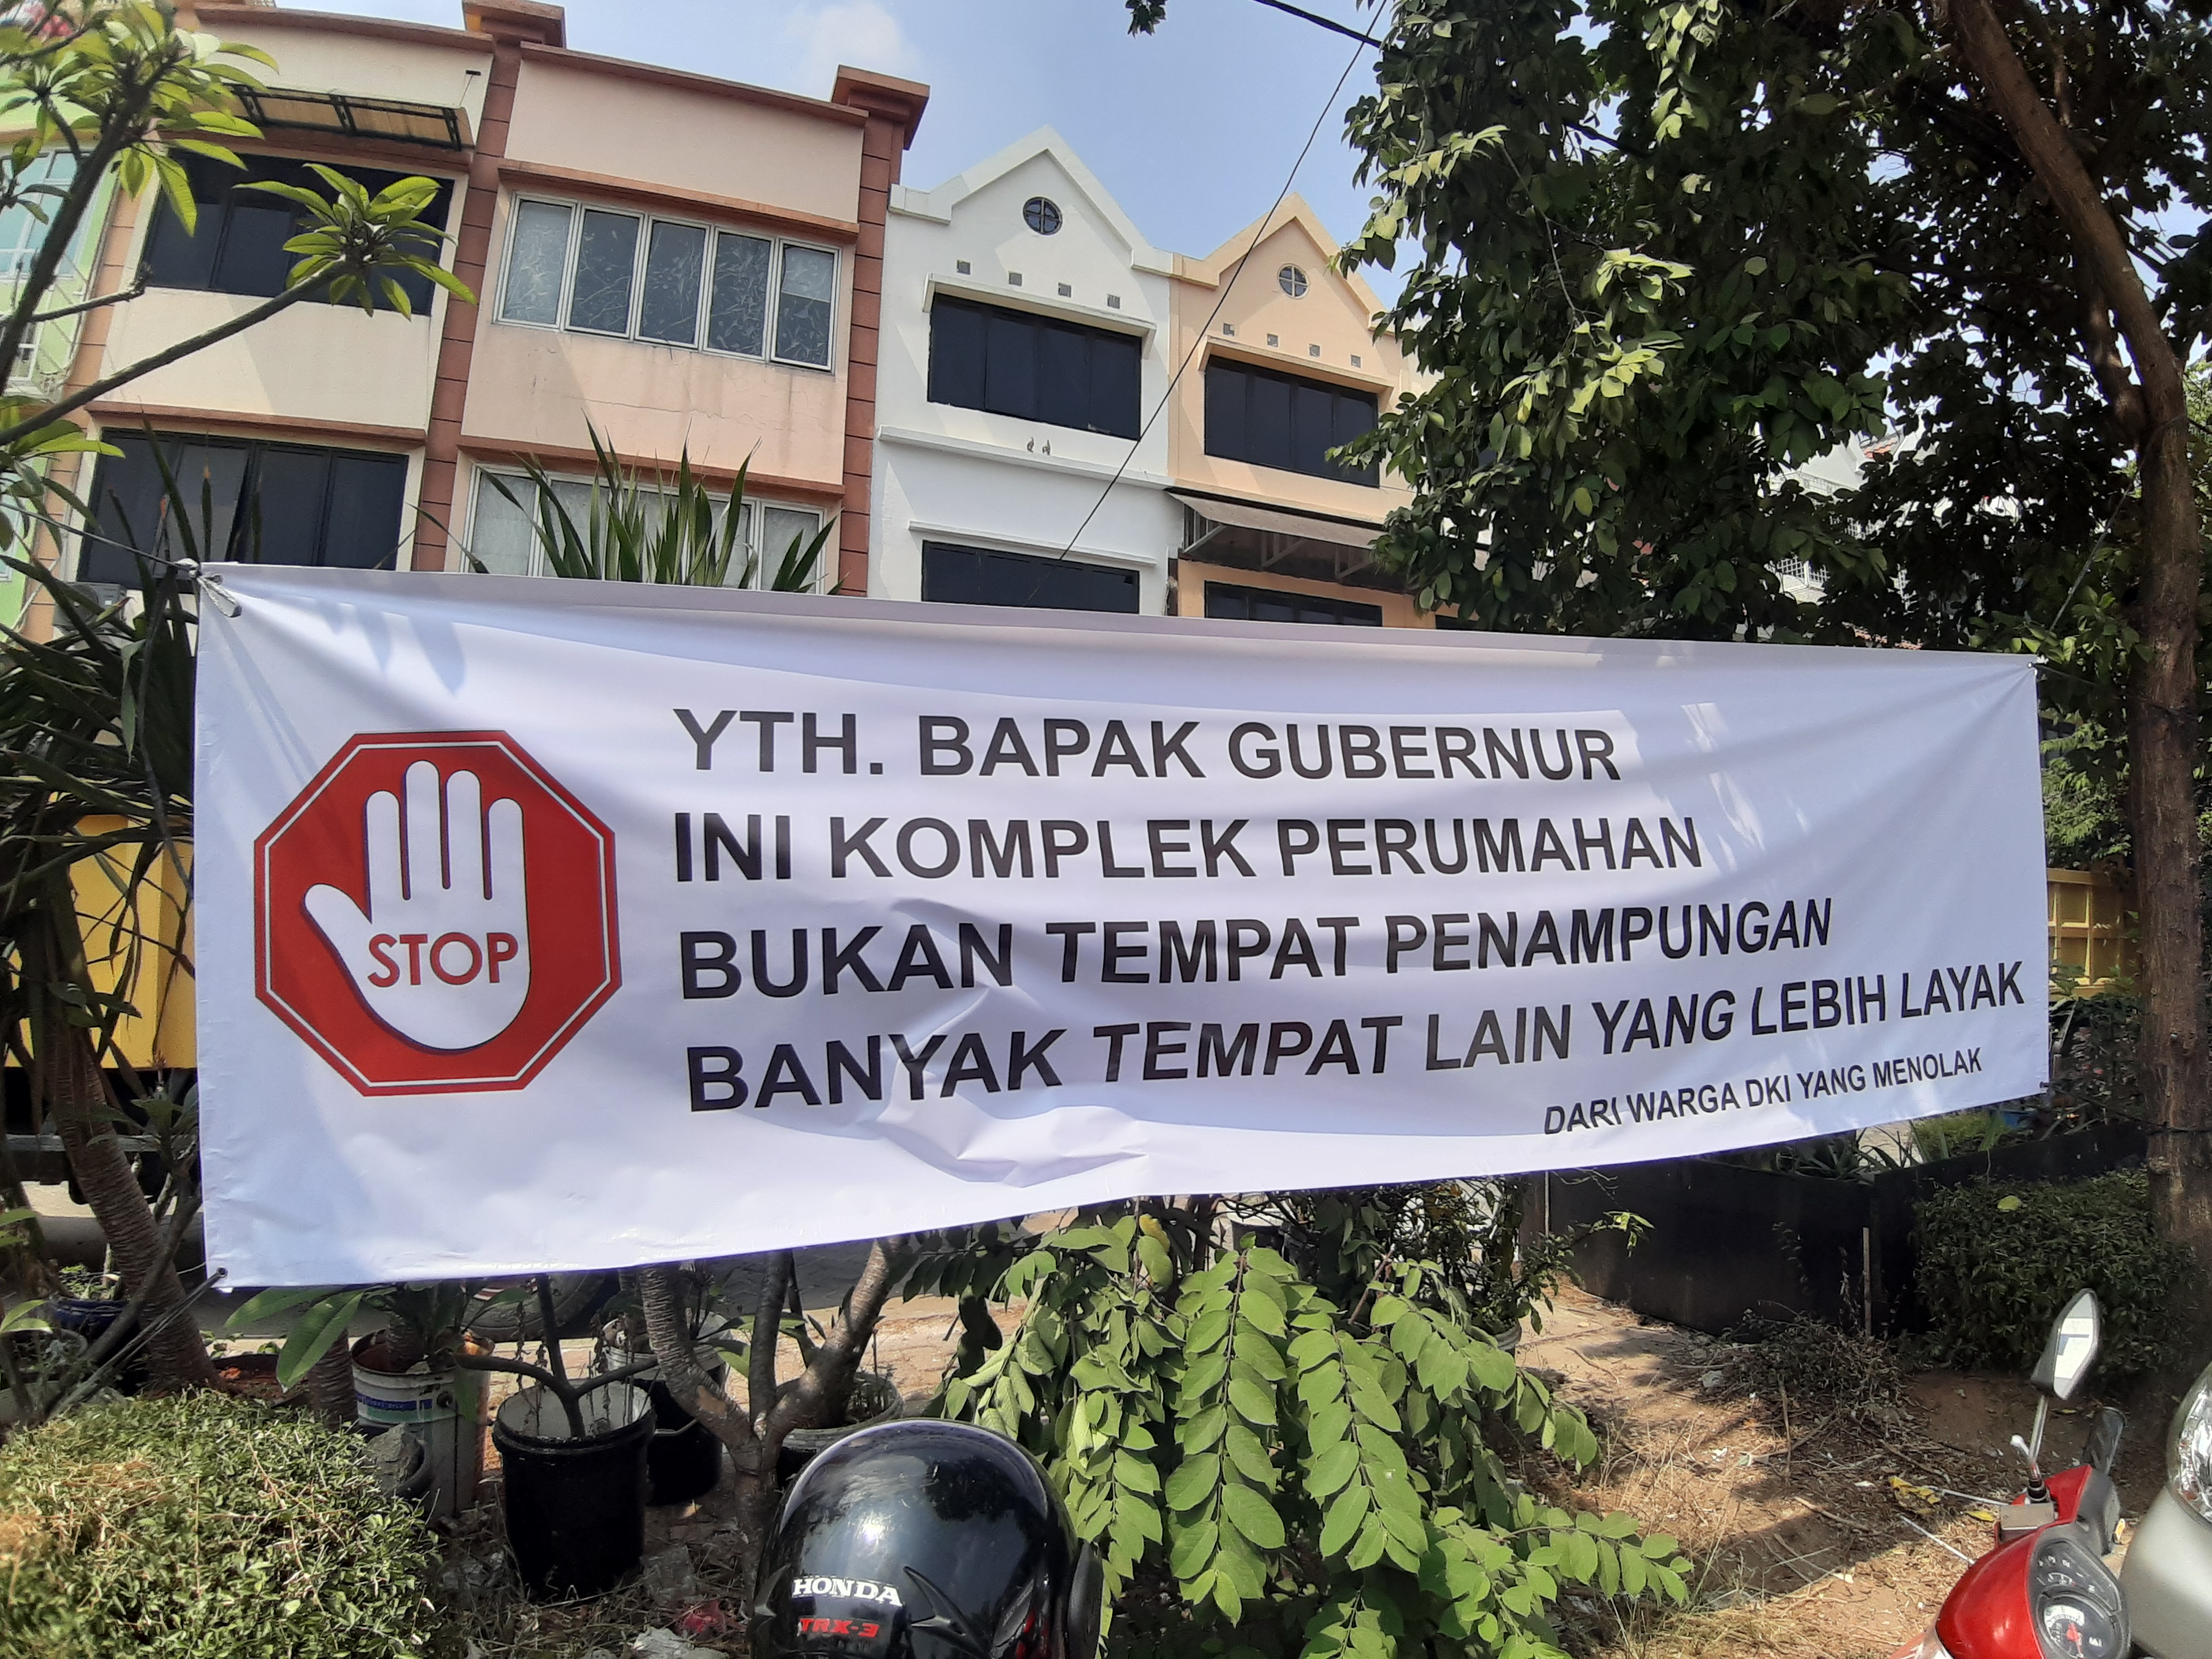 STOP
YTH. BAPAK GUBERNUR
INI KOMPLEK PERUMAHAN
BUKAN TEMPAT PENAMPUNGAN
BANYAK TEMPAT LAIN YANG LEBIH LAYAK
DARI WARGA DKI YANG MENOLAK
HONDA
TRX-3